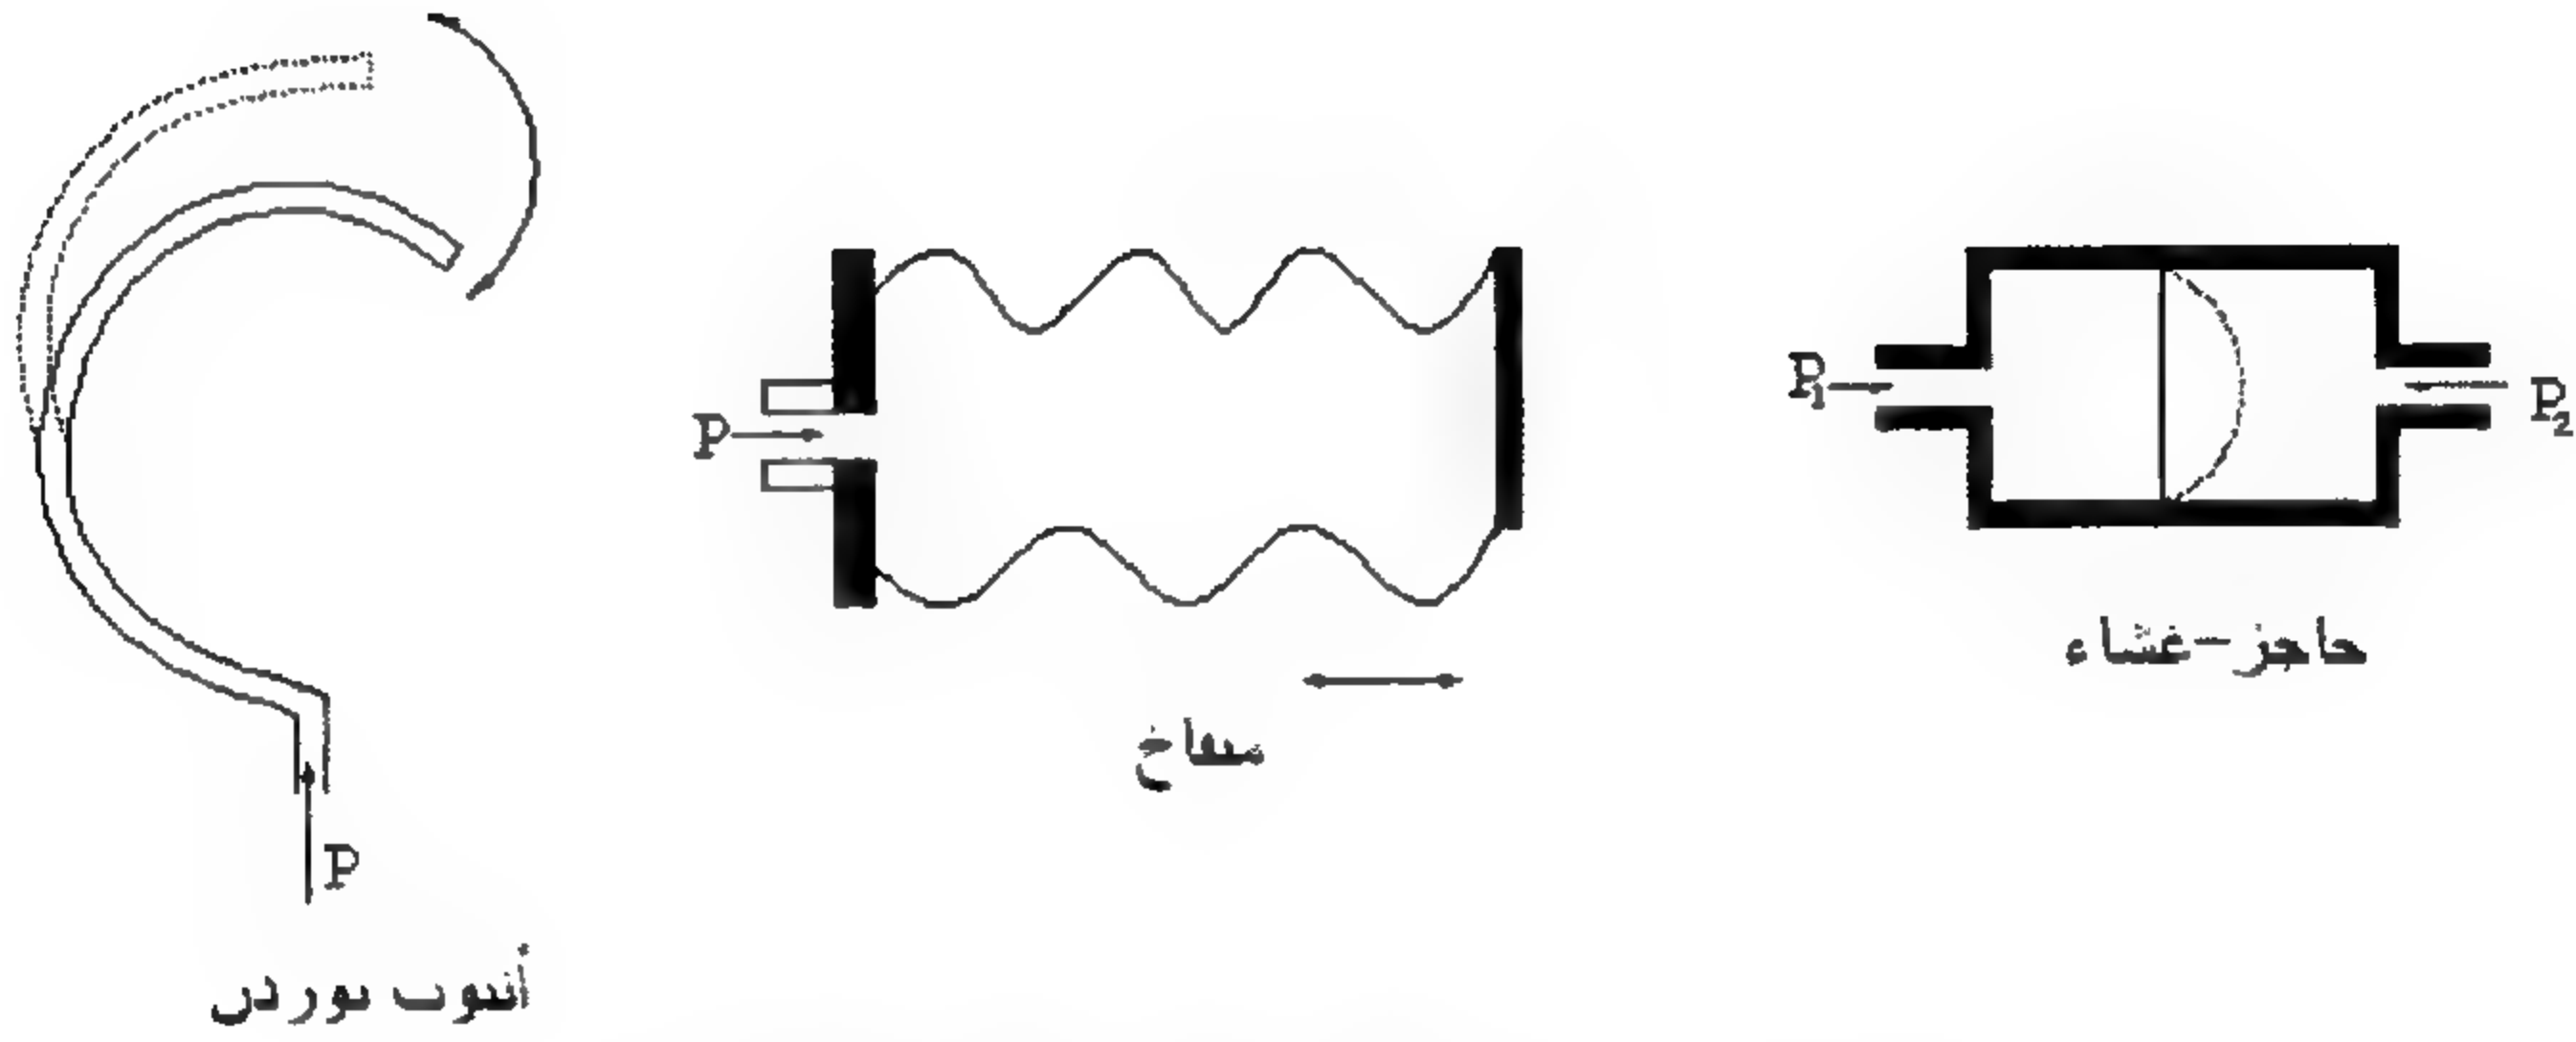 P
أنبوب بوردن
P
منفاخ
P₁
P₂
حاجز-غشاء